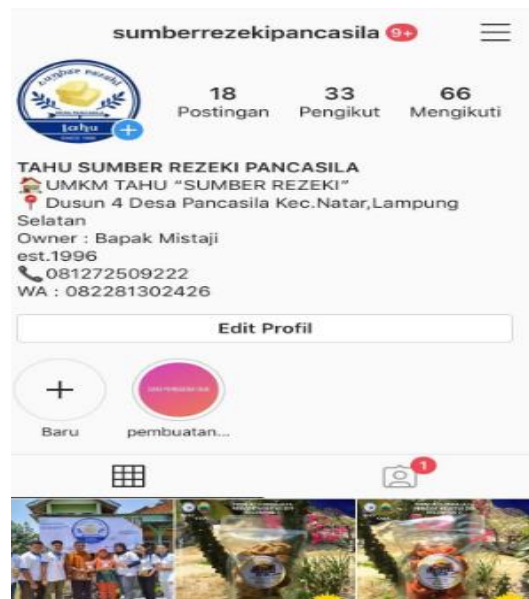 sumberrezekipancasila 9+
18 33 66
Postingan Pengikut Mengikuti
tahu
TAHU SUMBER REZEKI PANCASILA
UMKM TAHU “SUMBER REZEKI”
Dusun 4 Desa Pancasila Kec.Natar,Lampung
Selatan
Owner : Bapak Mistaji
est.1996
081272509222
WA : 082281302426
Edit Profil
Baru pembuatan...
1